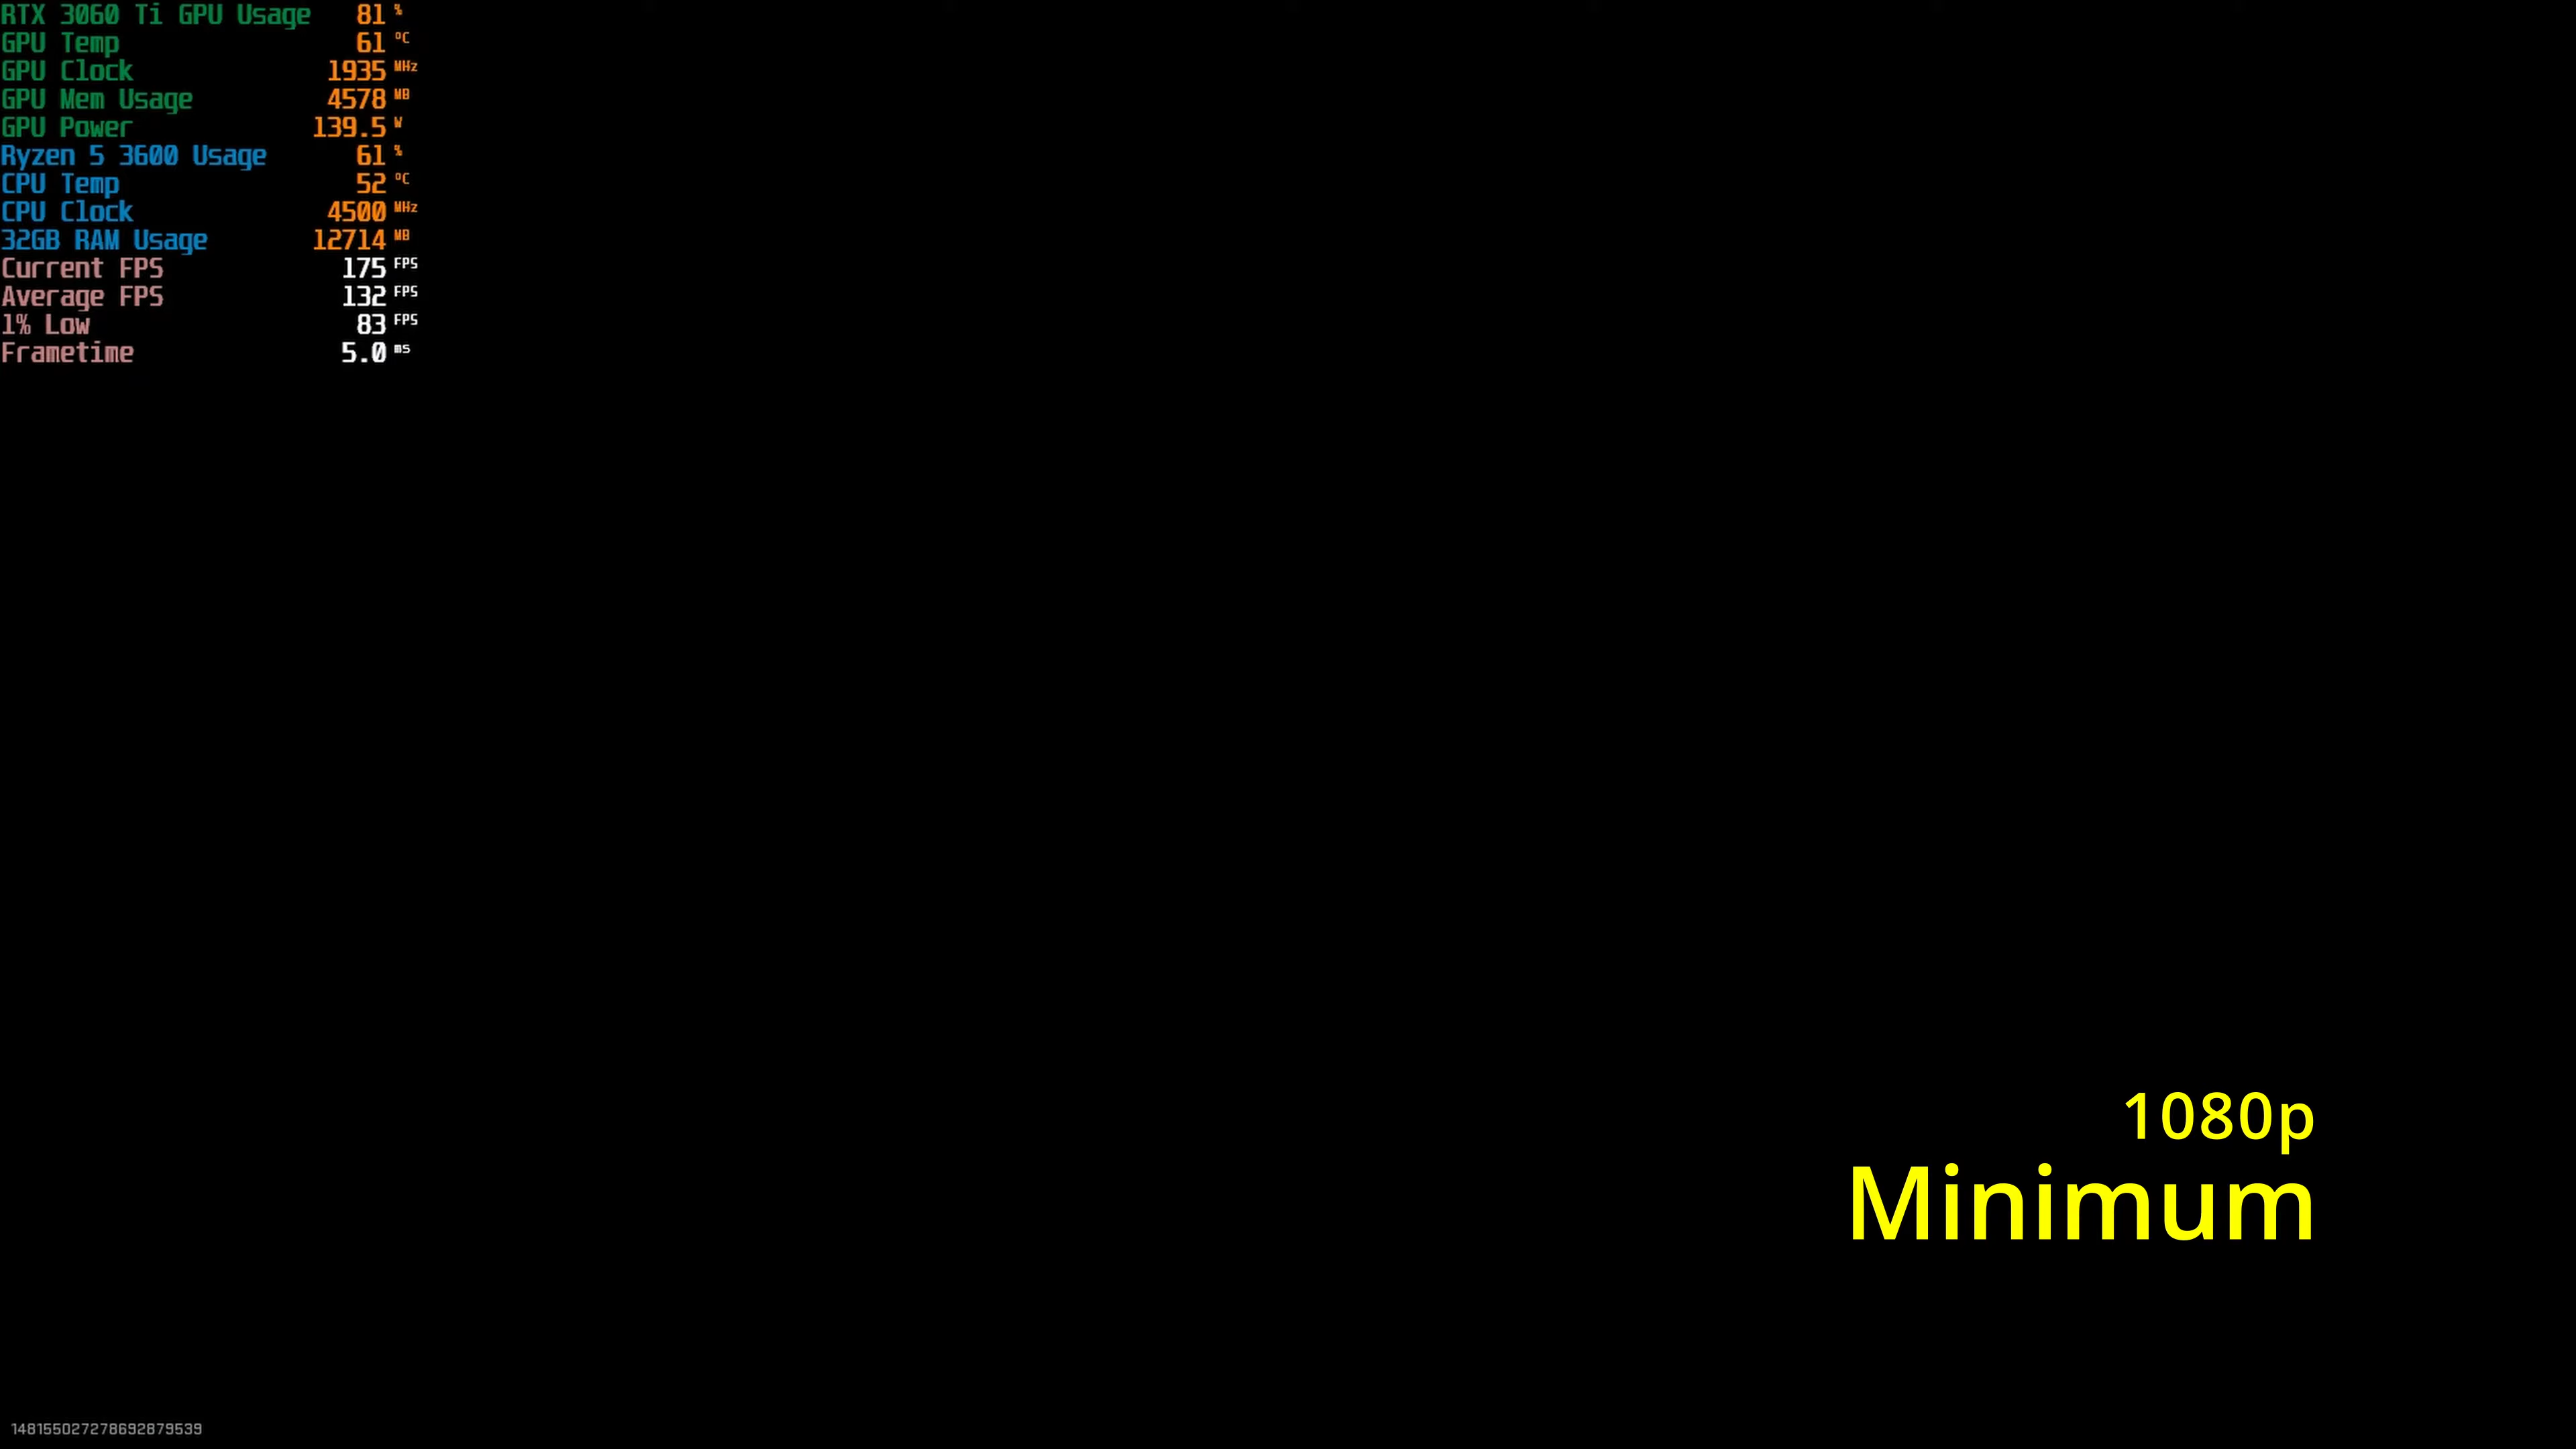 RTX 3060 Ti GPU Usage 81 %
GPU Temp 61 °C
GPU Clock 1935 MHz
GPU Mem Usage 4578 MB
GPU Power 139.5 W
Ryzen 5 3600 Usage 61 %
CPU Temp 52 °C
CPU Clock 4500 MHz
32GB RAM Usage 12714 MB
Current FPS 175 FPS
Average FPS 132 FPS
1% Low 83 FPS
Frametime 5.0 ms
1080p
Minimum
148155027278692879539